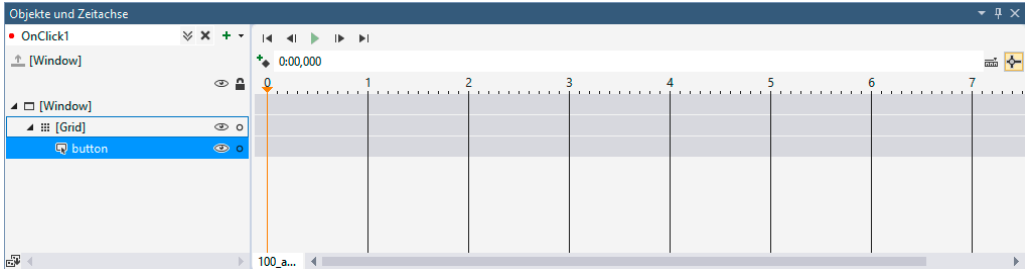 Objekte und Zeitachse
OnClick1
[Window]
0:00,000
0 1 2 3 4 5 6 7
[Window]
[Grid]
button
100_a...